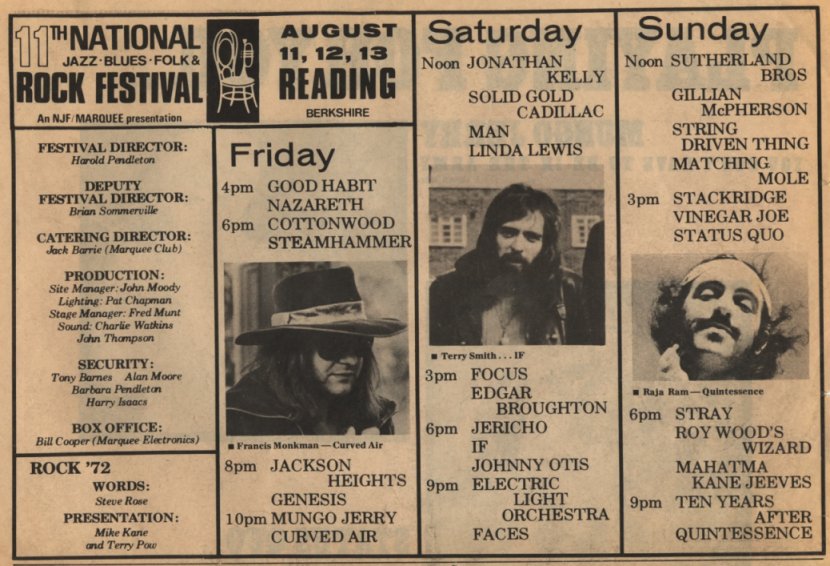 11TH NATIONAL
JAZZ·BLUES·FOLK &
ROCK FESTIVAL
An NJF/MARQUEE presentation
AUGUST
11, 12, 13
READING
BERKSHIRE
FESTIVAL DIRECTOR:
Harold Pendleton
DEPUTY
FESTIVAL DIRECTOR:
Brian Sommerville
CATERING DIRECTOR:
Jack Barrie (Marquee Club)
PRODUCTION:
Site Manager: John Moody
Lighting: Pat Chapman
Stage Manager: Fred Munt
Sound: Charlie Watkins
John Thompson
SECURITY:
Tony Barnes Alan Moore
Barbara Pendleton
Harry Isaacs
BOX OFFICE:
Bill Cooper (Marquee Electronics)
ROCK '72
WORDS:
Steve Rose
PRESENTATION:
Mike Kane
and Terry Pow
Friday
4pm GOOD HABIT
NAZARETH
6pm COTTONWOOD
STEAMHAMMER
■ Francis Monkman — Curved Air
8pm JACKSON
HEIGHTS
GENESIS
10pm MUNGO JERRY
CURVED AIR
Saturday
Noon JONATHAN
KELLY
SOLID GOLD
CADILLAC
MAN
LINDA LEWIS
■ Terry Smith . . . IF
3pm FOCUS
EDGAR
BROUGHTON
6pm JERICHO
IF
JOHNNY OTIS
9pm ELECTRIC
LIGHT
ORCHESTRA
FACES
Sunday
Noon SUTHERLAND
BROS
GILLIAN
McPHERSON
STRING
DRIVEN THING
MATCHING
MOLE
3pm STACKRIDGE
VINEGAR JOE
STATUS QUO
■ Raja Ram — Quintessence
6pm STRAY
ROY WOOD'S
WIZARD
MAHATMA
KANE JEEVES
9pm TEN YEARS
AFTER
QUINTESSENCE